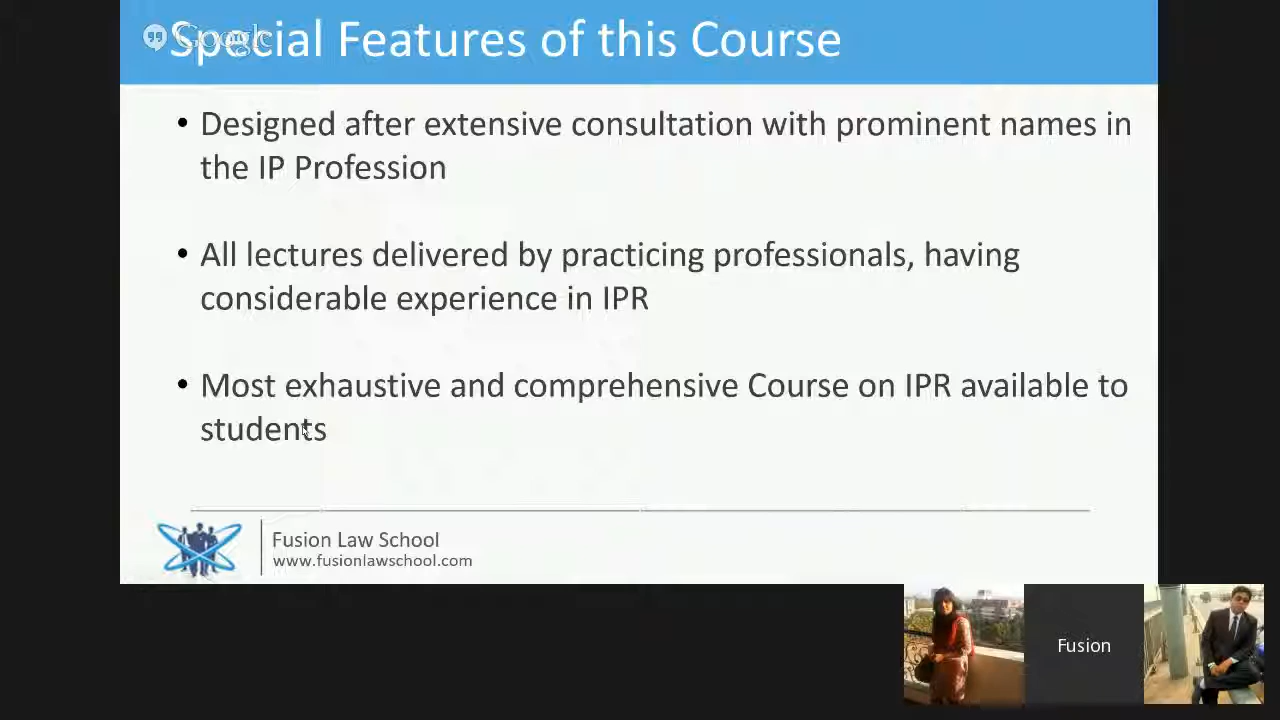 Special Features of this Course
Google
• Designed after extensive consultation with prominent names in
the IP Profession
• All lectures delivered by practicing professionals, having
considerable experience in IPR
• Most exhaustive and comprehensive Course on IPR available to
students
Fusion Law School
www.fusionlawschool.com
Fusion